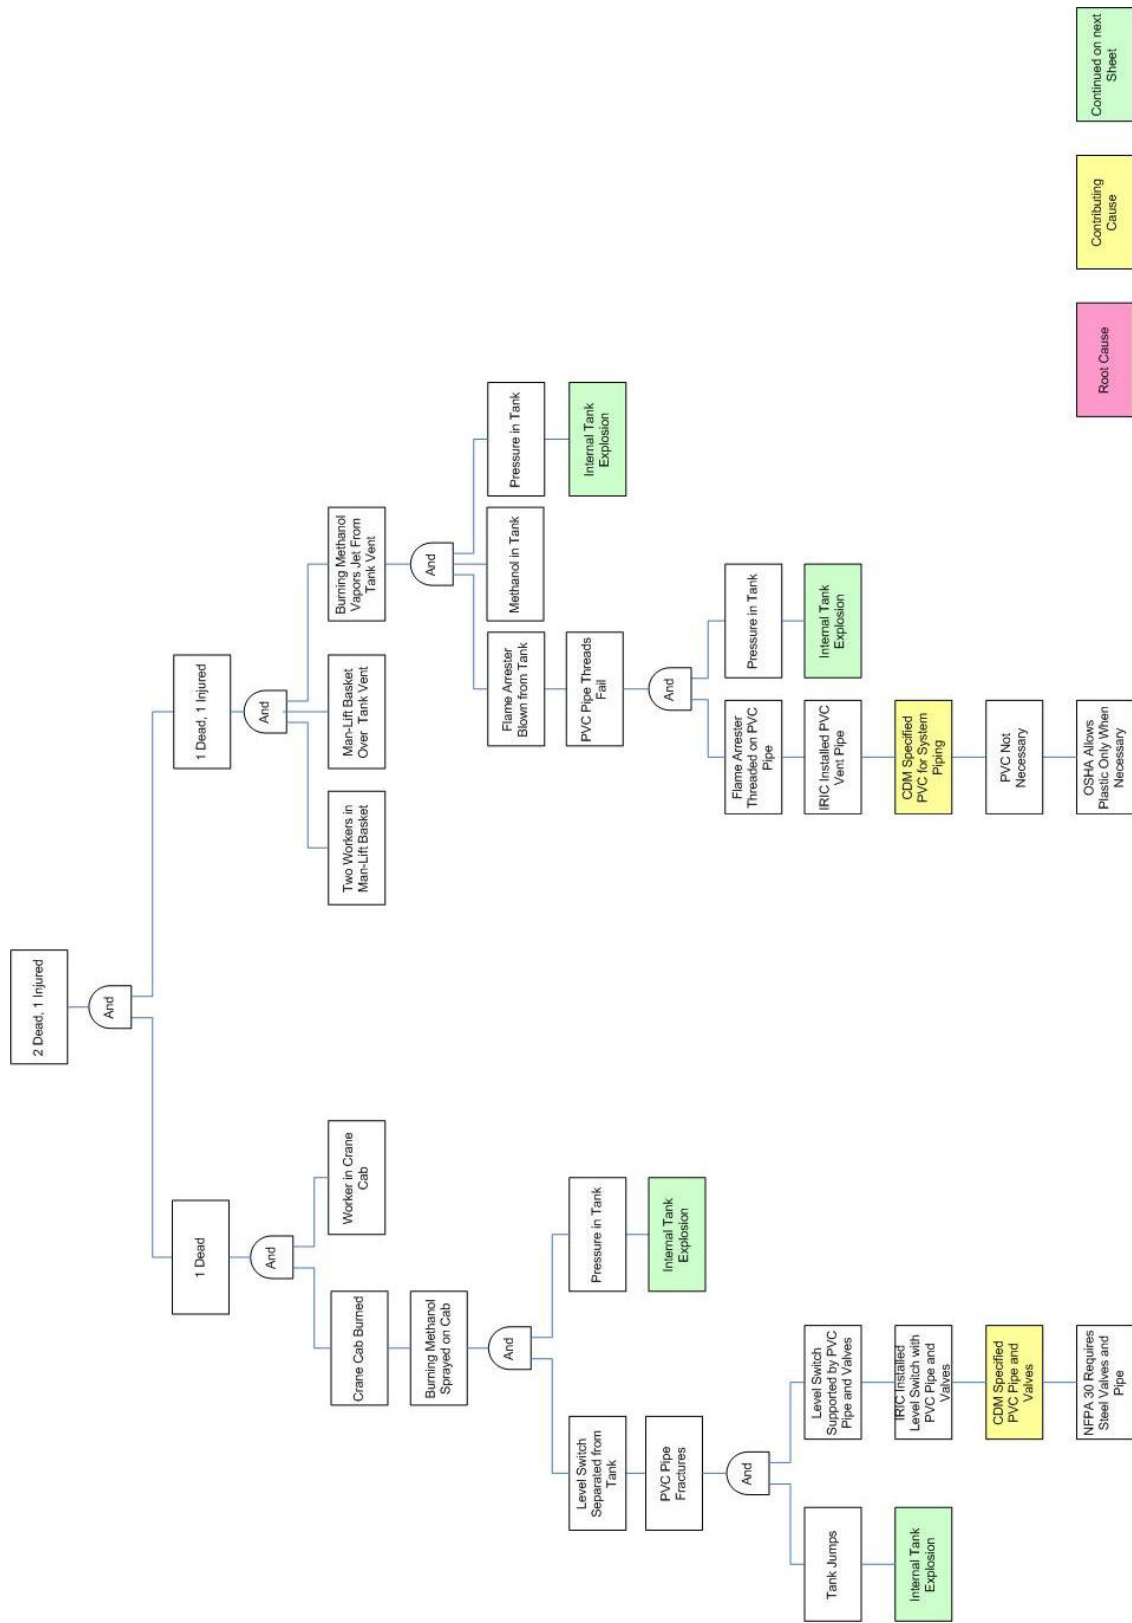 2 Dead, 1 Injured
And
1 Dead
1 Dead, 1 Injured
And
And
Crane Cab Burned
Worker in Crane
Cab
Two Workers in
Man-Lift Basket
Man-Lift Basket
Over Tank Vent
Burning Methanol
Vapors Jet From
Tank Vent
Burning Methanol
Sprayed on Cab
And
And
Level Switch
Separated from
Tank
Pressure in Tank
Flame Arrester
Blown from Tank
Methanol in Tank
Pressure in Tank
PVC Pipe
Fractures
Internal Tank
Explosion
PVC Pipe Threads
Fail
Internal Tank
Explosion
And
And
Tank Jumps
Level Switch
Supported by PVC
Pipe and Valves
Flame Arrester
Threaded on PVC
Pipe
Pressure in Tank
Internal Tank
Explosion
IRIC Installed
Level Switch with
PVC Pipe and
Valves
IRIC Installed PVC
Vent Pipe
Internal Tank
Explosion
CDM Specified
PVC Pipe and
Valves
CDM Specified
PVC for System
Piping
NFPA 30 Requires
Steel Valves and
Pipe
PVC Not
Necessary
OSHA Allows
Plastic Only When
Necessary
Root Cause
Contributing
Cause
Continued on next
Sheet